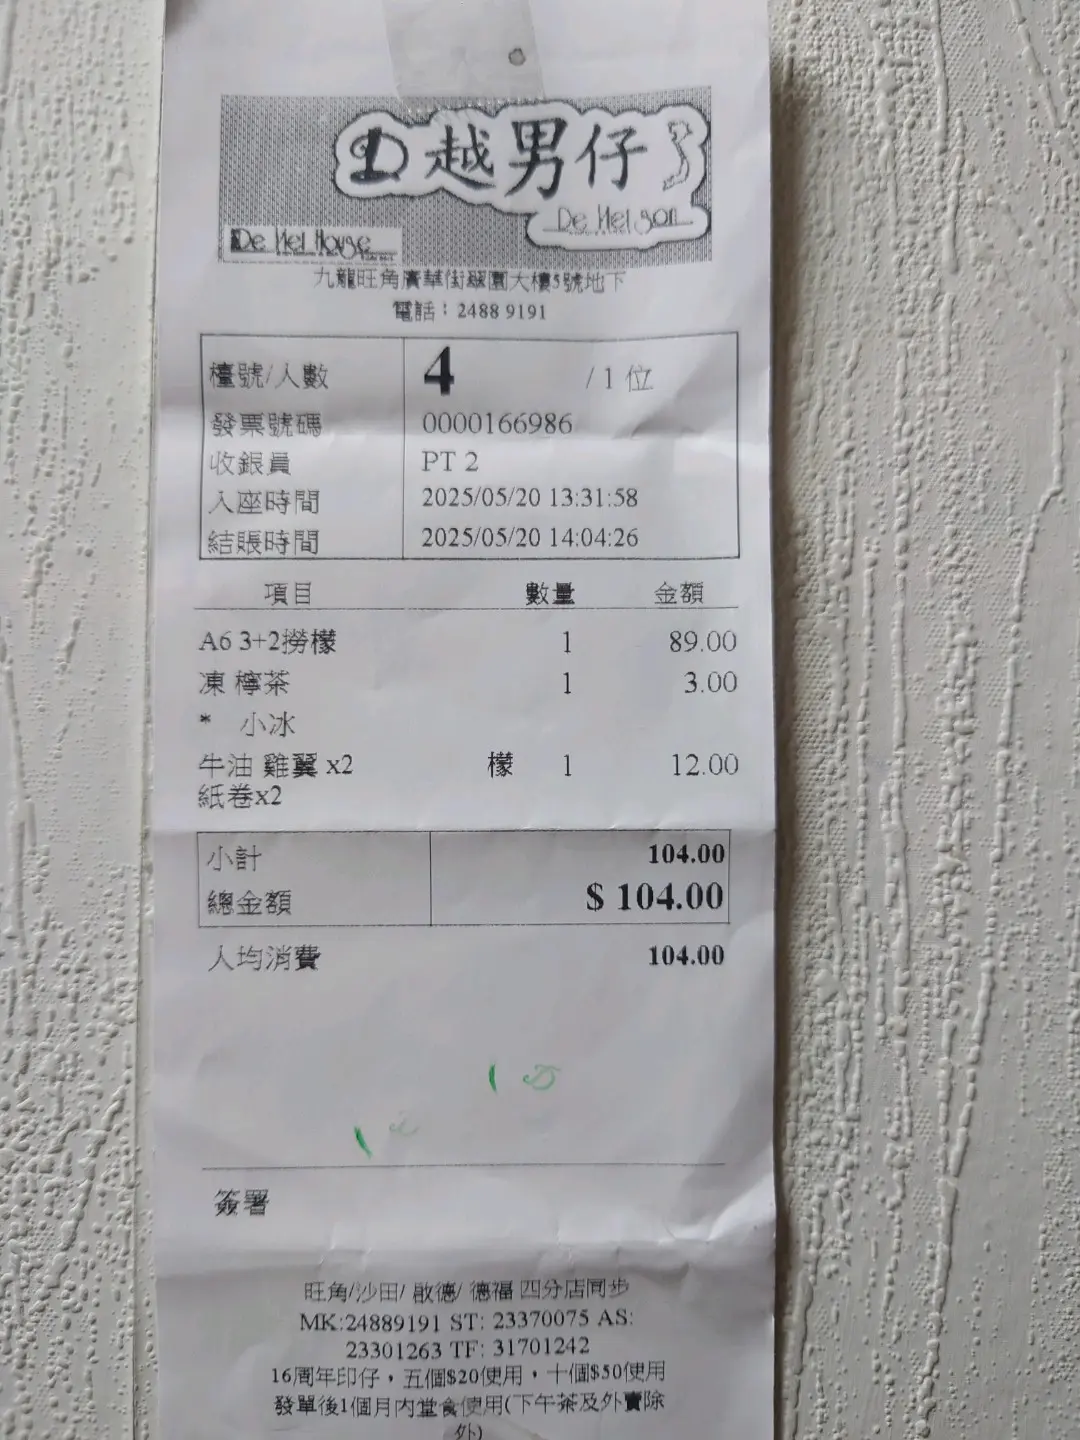 越男仔
De Mei son
De Mei House
九龍旺角廣華街翠園大樓5號地下
電話：2488 9191
檯號/人數 4 /1 位
發票號碼 0000166986
收銀員 PT 2
入座時間 2025/05/20 13:31:58
結賬時間 2025/05/20 14:04:26
項目 數量 金額
A6 3+2撈檬 1 89.00
凍 檸茶 1 3.00
* 小冰
牛油 雞翼 x2 檬 1 12.00
紙卷x2
小計 104.00
總金額 $ 104.00
人均消費 104.00
簽署
旺角/沙田/ 啟德/ 德福 四分店同步
MK:24889191 ST: 23370075 AS:
23301263 TF: 31701242
16周年印仔，五個$20使用，十個$50使用
發單後1個月內堂食使用(下午茶及外賣除
外)